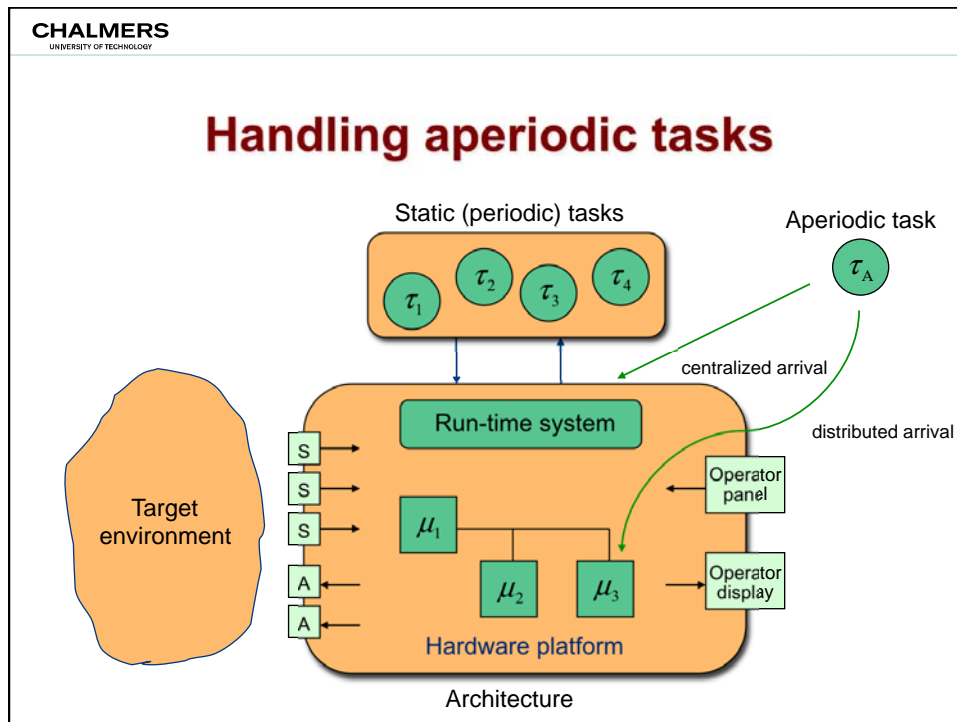 CHALMERS
UNIVERSITY OF TECHNOLOGY
Handling aperiodic tasks
Static (periodic) tasks
Aperiodic task
τ1
τ2
τ3
τ4
τA
centralized arrival
distributed arrival
Run-time system
Target
environment
S
S
S
A
A
μ1
μ2
μ3
Operator
panel
Operator
display
Hardware platform
Architecture